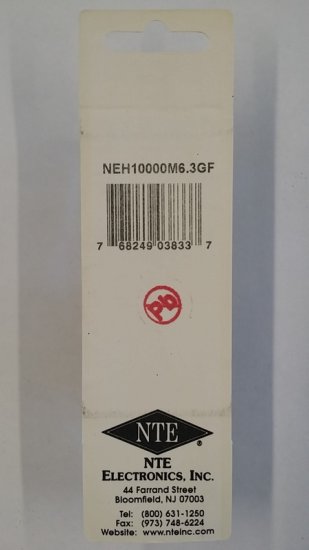 NEH10000M6.3GF
7 68249 03833 7
Pb
NTE
®
NTE
ELECTRONICS, INC.
44 Farrand Street
Bloomfield, NJ 07003
Tel: (800) 631-1250
Fax: (973) 748-6224
Website: www.nteinc.com